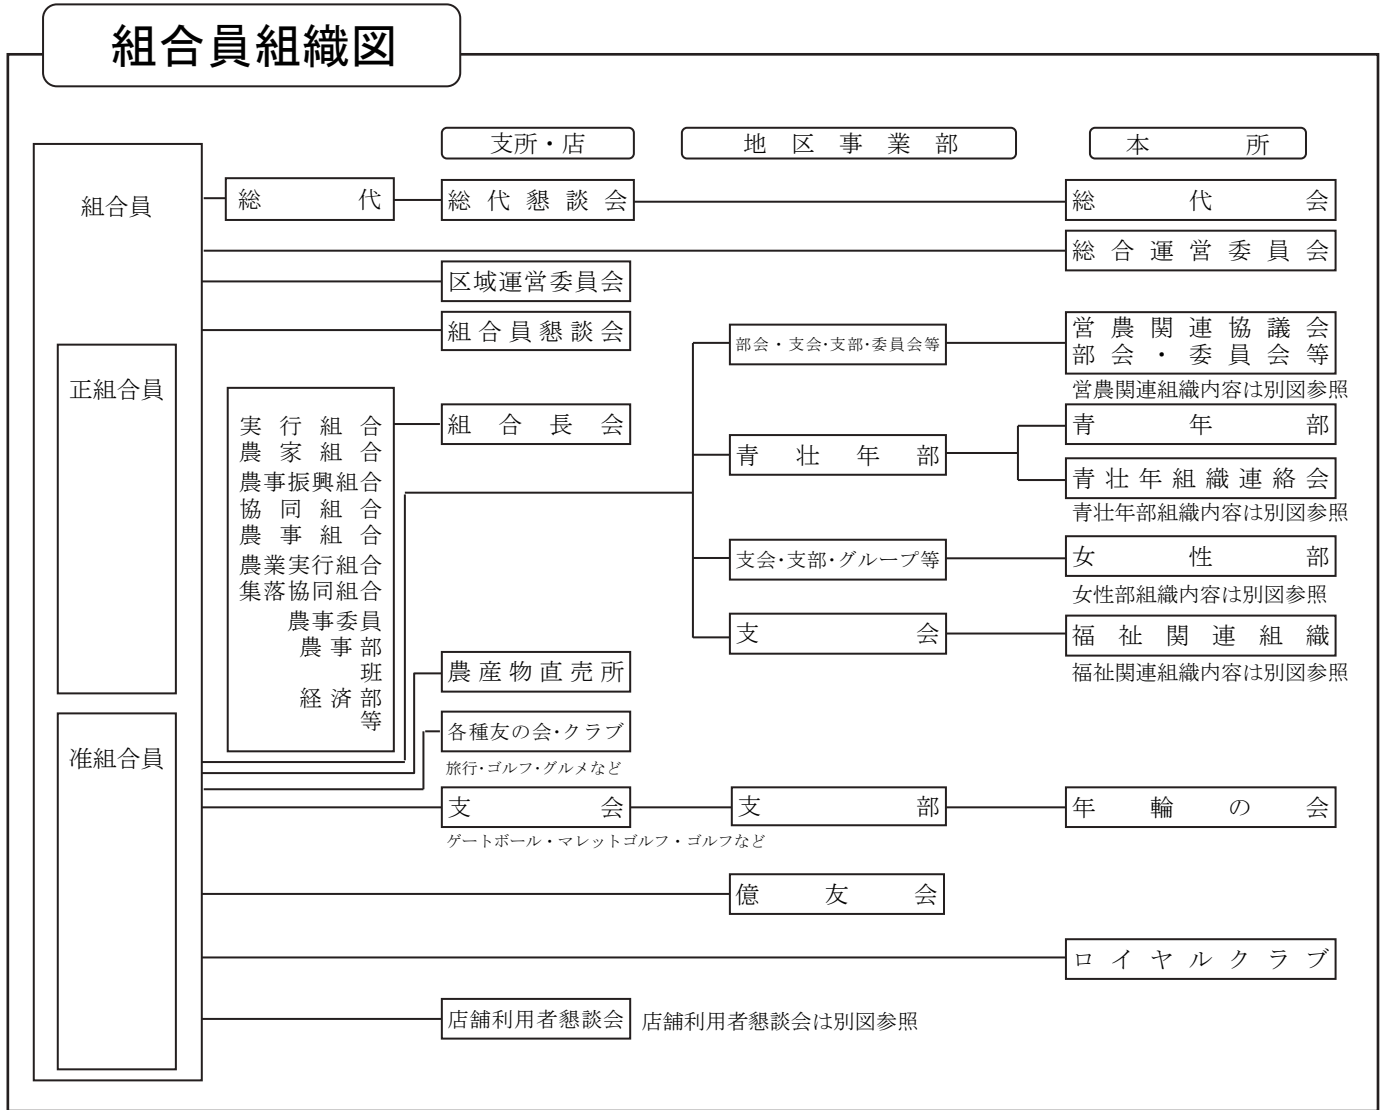 組合員組織図
支所・店
地区事業部
本所
組合員
総代
総代懇談会
総代会
総合運営委員会
区域運営委員会
組合員懇談会
正組合員
部会・支会・支部・委員会等
営農関連協議会
部会・委員会等
営農関連組織内容は別図参照
実行組合
農家組合
農事振興組合
協同組合
農事組合
農業実行組合
集落協同組合
農事委員
農事部
班
経済部
等
組合長会
青壮年部
青年部
青壮年組織連絡会
青壮年部組織内容は別図参照
支会・支部・グループ等
女性部
女性部組織内容は別図参照
支会
福祉関連組織
福祉関連組織内容は別図参照
農産物直売所
准組合員
各種友の会・クラブ
旅行・ゴルフ・グルメなど
支会
支部
年輪の会
ゲートボール・マレットゴルフ・ゴルフなど
億友会
ロイヤルクラブ
店舗利用者懇談会
店舗利用者懇談会は別図参照